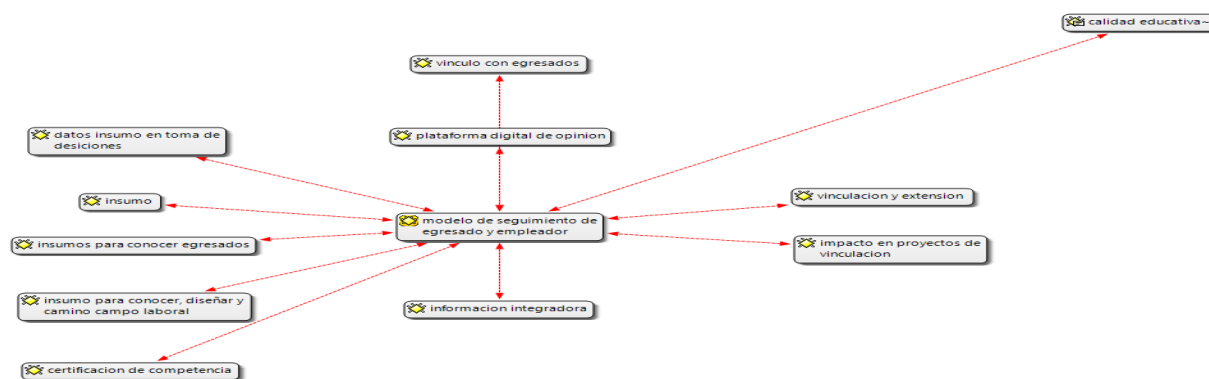 calidad educativa~
vinculo con egresados
datos insumo en toma de
desiciones
plataforma digital de opinion
insumo
vinculacion y extension
modelo de seguimiento de
egresado y empleador
insumos para conocer egresados
impacto en proyectos de
vinculacion
insumo para conocer, diseñar y
camino campo laboral
informacion integradora
certificacion de competencia